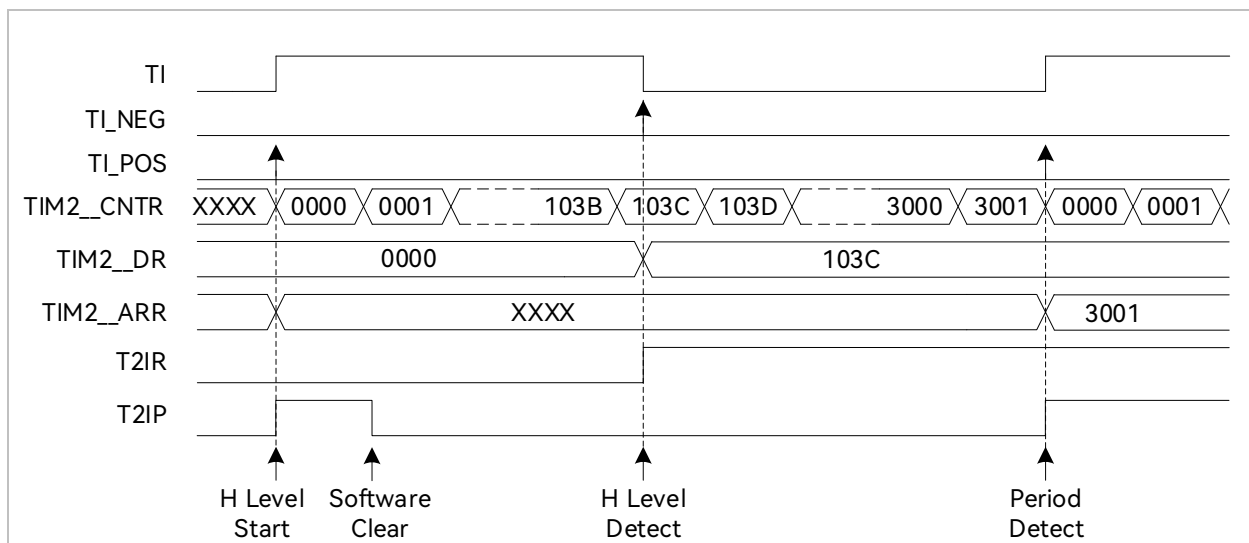 TI
TI_NEG
TI_POS
TIM2__CNTR XXXX 0000 0001 103B 103C 103D 3000 3001 0000 0001
TIM2__DR 0000 103C
TIM2__ARR XXXX 3001
T2IR
T2IP
H Level Software H Level Period
Start Clear Detect Detect